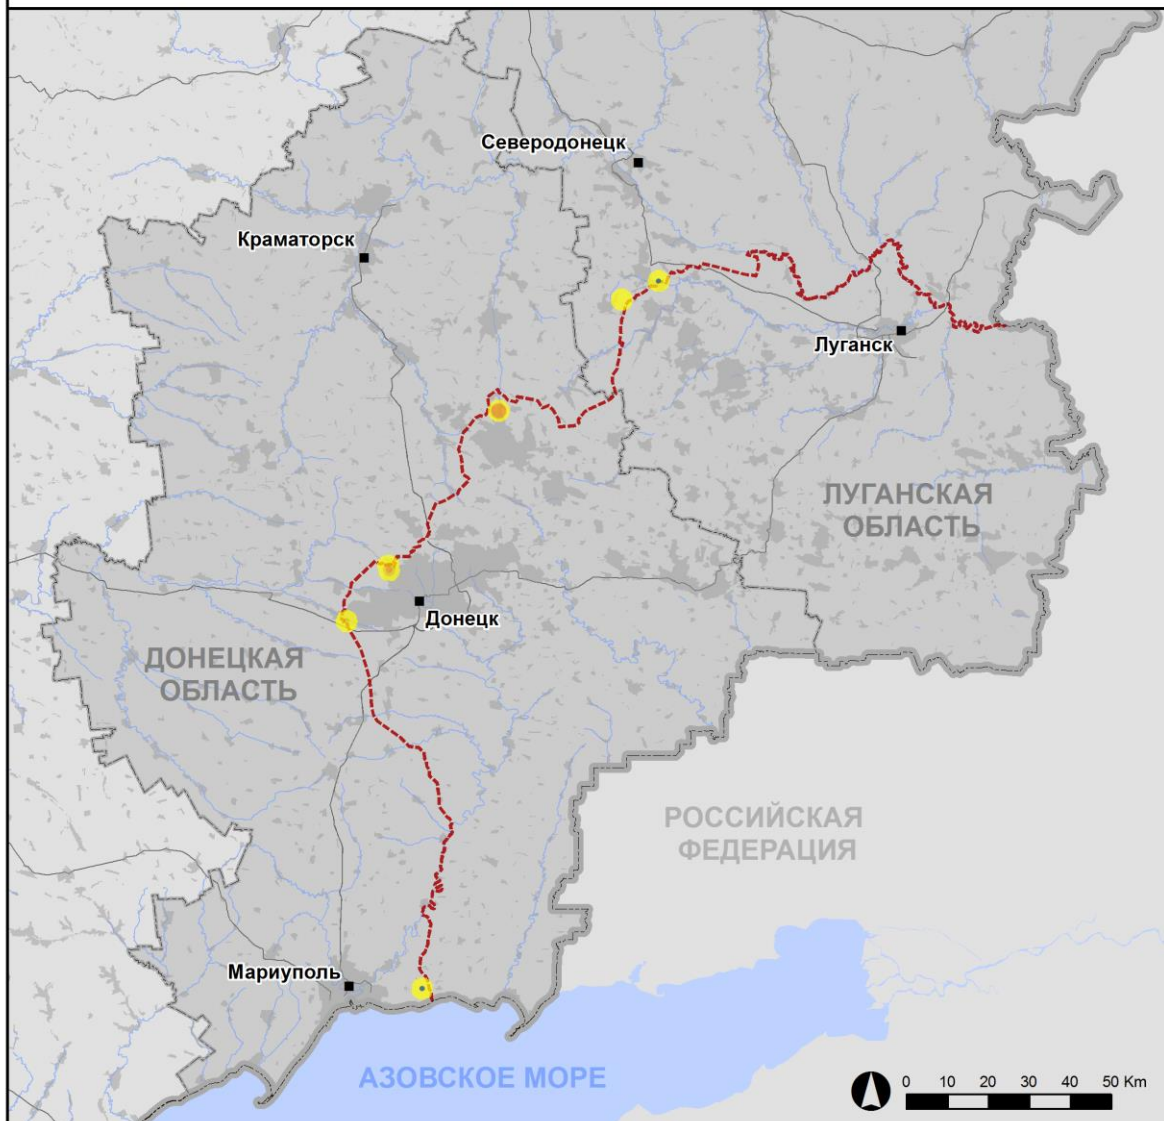 Северодонецк
Краматорск
Луганск
ЛУГАНСКАЯ
ОБЛАСТЬ
Донецк
ДОНЕЦКАЯ
ОБЛАСТЬ
РОССИЙСКАЯ
ФЕДЕРАЦИЯ
Мариуполь
АЗОВСКОЕ МОРЕ
0 10 20 30 40 50 Km